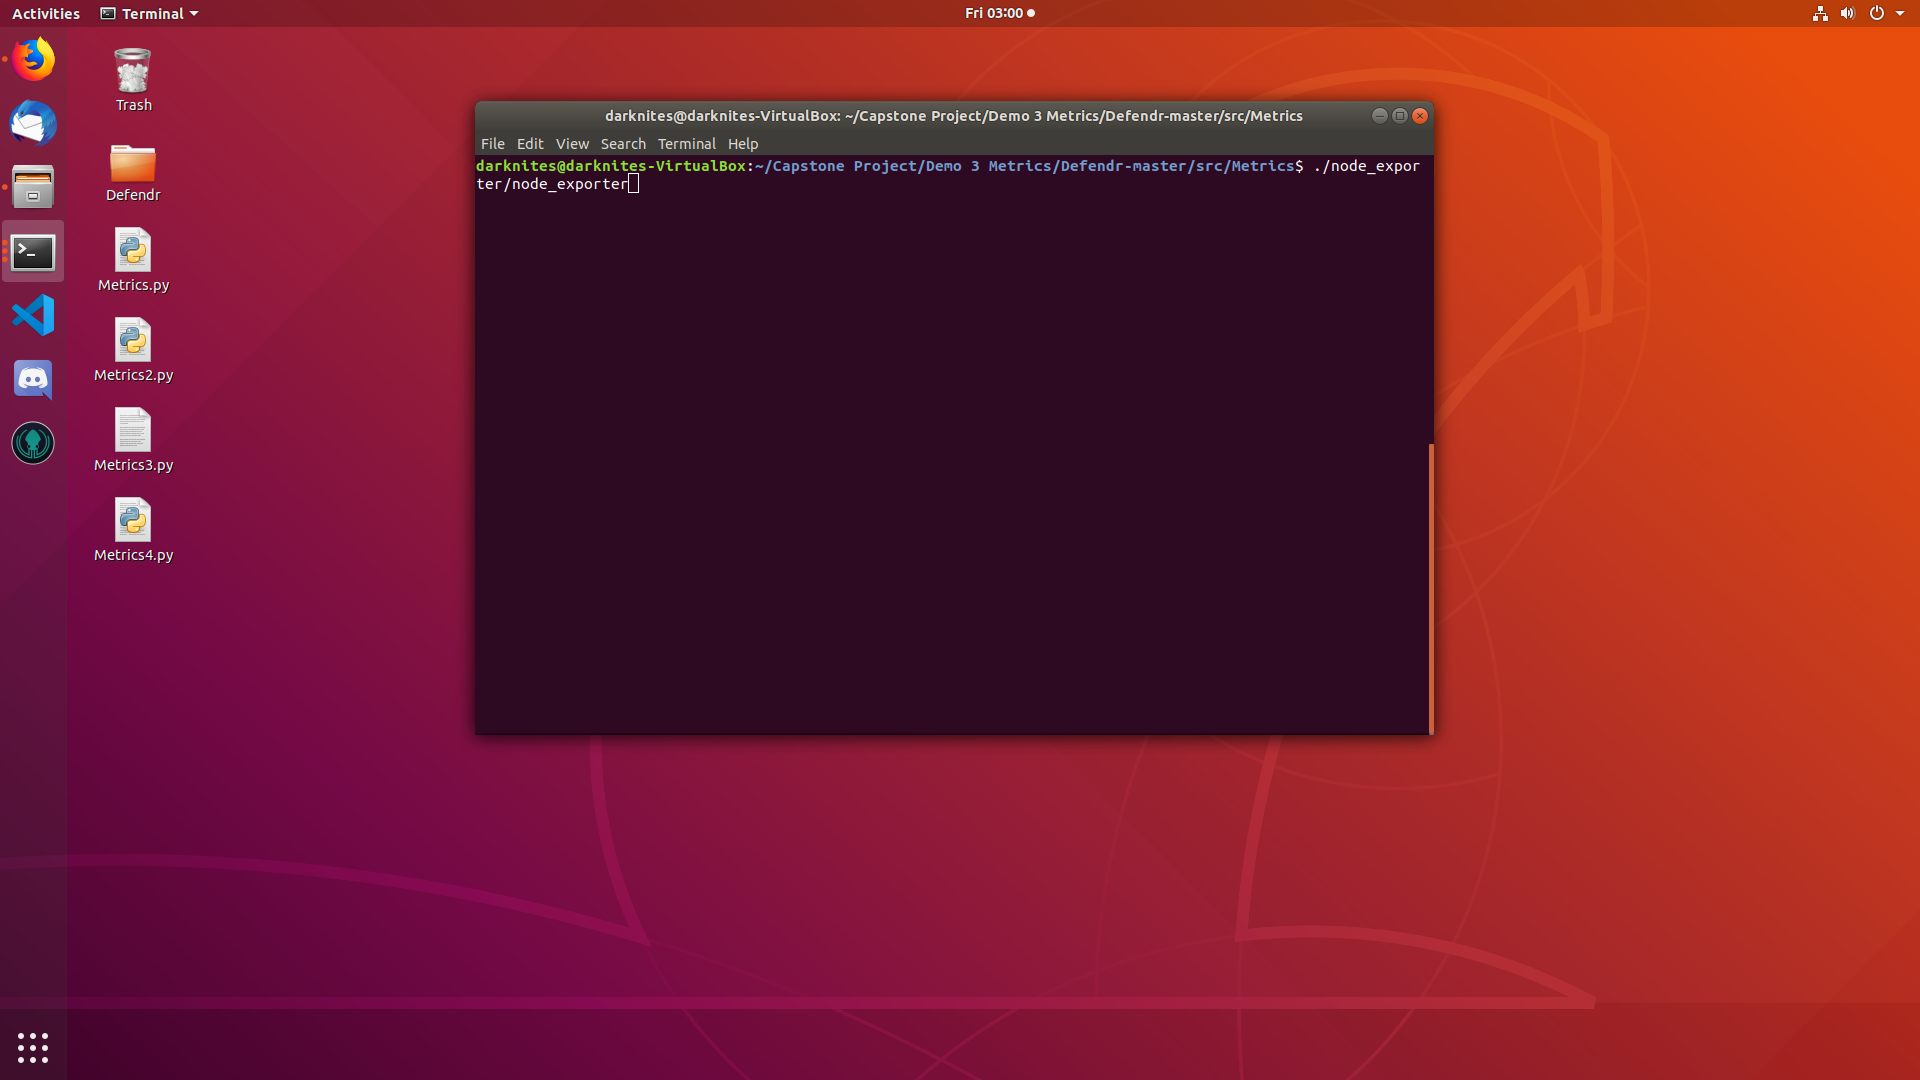 Activities
Terminal
Fri 03:00
Trash
Defendr
Metrics.py
Metrics2.py
Metrics3.py
Metrics4.py
darknites@darknites-VirtualBox: ~/Capstone Project/Demo 3 Metrics/Defendr-master/src/Metrics
File Edit View Search Terminal Help
darknites@darknites-VirtualBox:~/Capstone Project/Demo 3 Metrics/Defendr-master/src/Metrics$ ./node_expor
ter/node_exporter